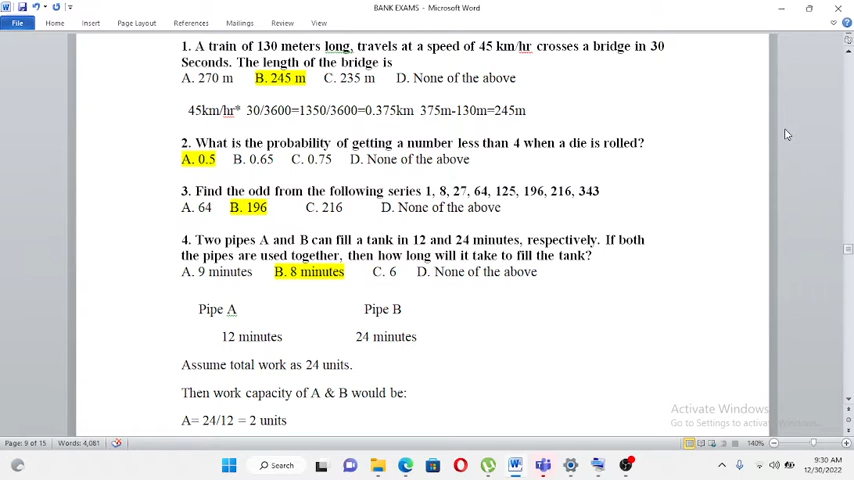 BANK EXAMS - Microsoft Word
File Home Insert Page Layout References Mailings Review View
1. A train of 130 meters long, travels at a speed of 45 km/hr crosses a bridge in 30
Seconds. The length of the bridge is
A. 270 m B. 245 m C. 235 m D. None of the above
45km/hr* 30/3600=1350/3600=0.375km 375m-130m=245m
2. What is the probability of getting a number less than 4 when a die is rolled?
A. 0.5 B. 0.65 C. 0.75 D. None of the above
3. Find the odd from the following series 1, 8, 27, 64, 125, 196, 216, 343
A. 64 B. 196 C. 216 D. None of the above
4. Two pipes A and B can fill a tank in 12 and 24 minutes, respectively. If both
the pipes are used together, then how long will it take to fill the tank?
A. 9 minutes B. 8 minutes C. 6 D. None of the above
Pipe A Pipe B
12 minutes 24 minutes
Assume total work as 24 units.
Then work capacity of A & B would be:
A= 24/12 = 2 units
Activate Windows
Go to Settings to activate Windows.
Page: 9 of 15 Words: 4,081 140%
Search
9:30 AM
12/30/2022